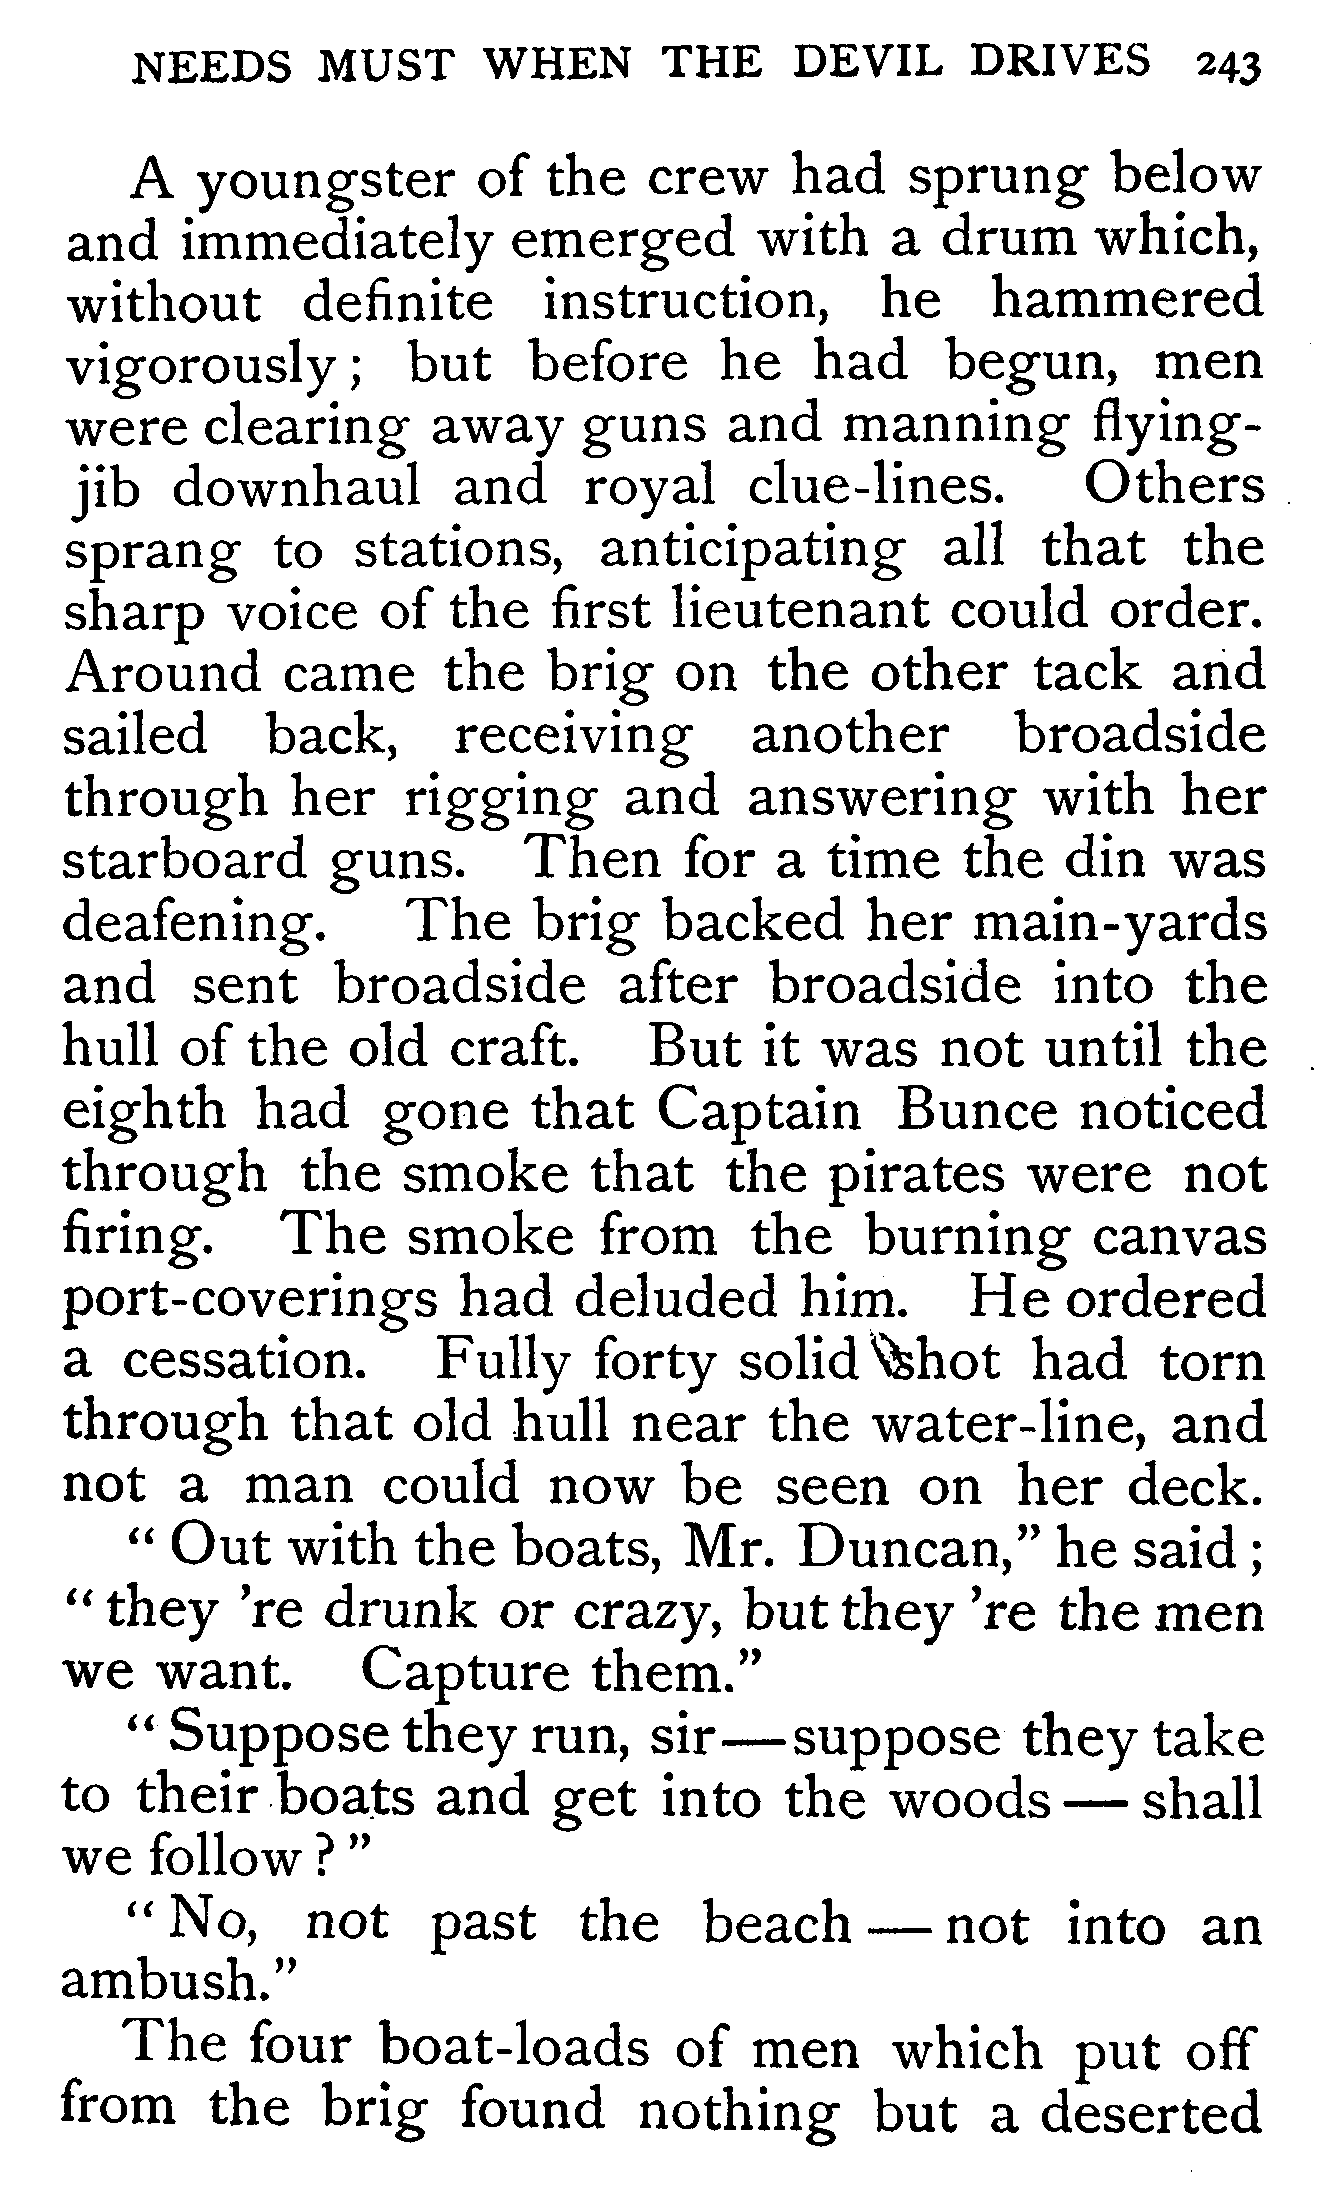 NEEDS MUST WHEN THE DEVIL DRIVES 243
A youngster of the crew had sprung below
and immediately emerged with a drum which,
without definite instruction, he hammered
vigorously; but before he had begun, men
were clearing away guns and manning flying-
jib downhaul and royal clue-lines. Others
sprang to stations, anticipating all that the
sharp voice of the first lieutenant could order.
Around came the brig on the other tack and
sailed back, receiving another broadside
through her rigging and answering with her
starboard guns. Then for a time the din was
deafening. The brig backed her main-yards
and sent broadside after broadside into the
hull of the old craft. But it was not until the
eighth had gone that Captain Bunce noticed
through the smoke that the pirates were not
firing. The smoke from the burning canvas
port-coverings had deluded him. He ordered
a cessation. Fully forty solid shot had torn
through that old hull near the water-line, and
not a man could now be seen on her deck.
“Out with the boats, Mr. Duncan,” he said;
“they 're drunk or crazy, but they 're the men
we want. Capture them.”
“Suppose they run, sir—suppose they take
to their boats and get into the woods — shall
we follow?”
“No, not past the beach — not into an
ambush.”
The four boat-loads of men which put off
from the brig found nothing but a deserted